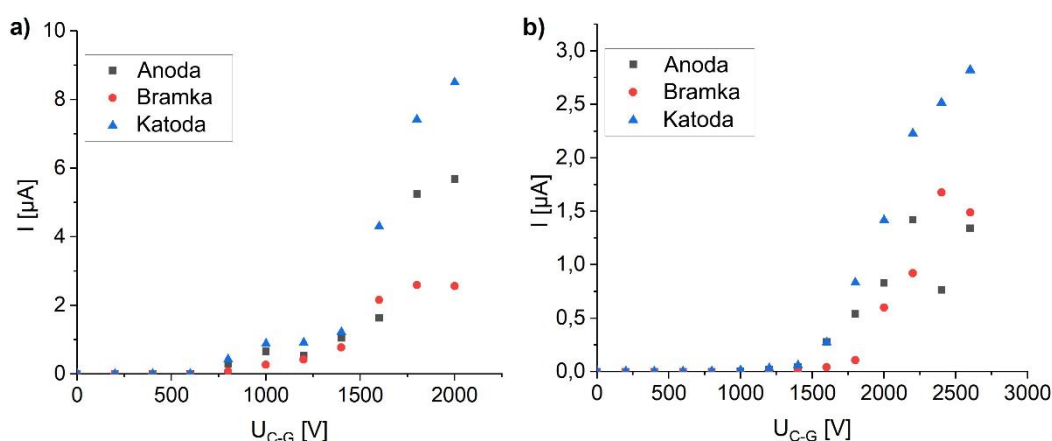 a)
10
8
6
4
2
0
I [µA]
Anoda
Bramka
Katoda
0 500 1000 1500 2000
U_C-G [V]
b)
3,0
2,5
2,0
1,5
1,0
0,5
0,0
I [µA]
Anoda
Bramka
Katoda
0 500 1000 1500 2000 2500 3000
U_C-G [V]